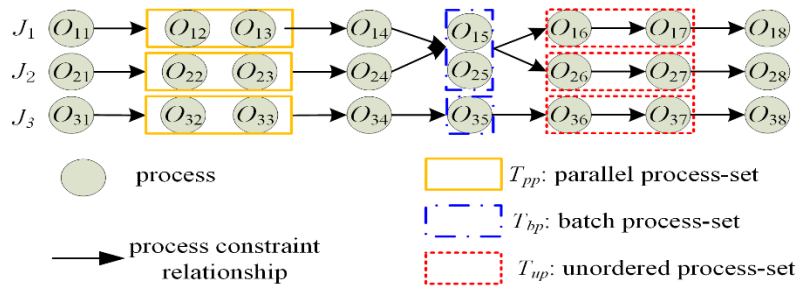 J1 O11 O12 O13 O14 O15 O16 O17 O18
J2 O21 O22 O23 O24 O25 O26 O27 O28
J3 O31 O32 O33 O34 O35 O36 O37 O38
process
Tpp: parallel process-set
Tbp: batch process-set
process constraint
relationship
Tup: unordered process-set